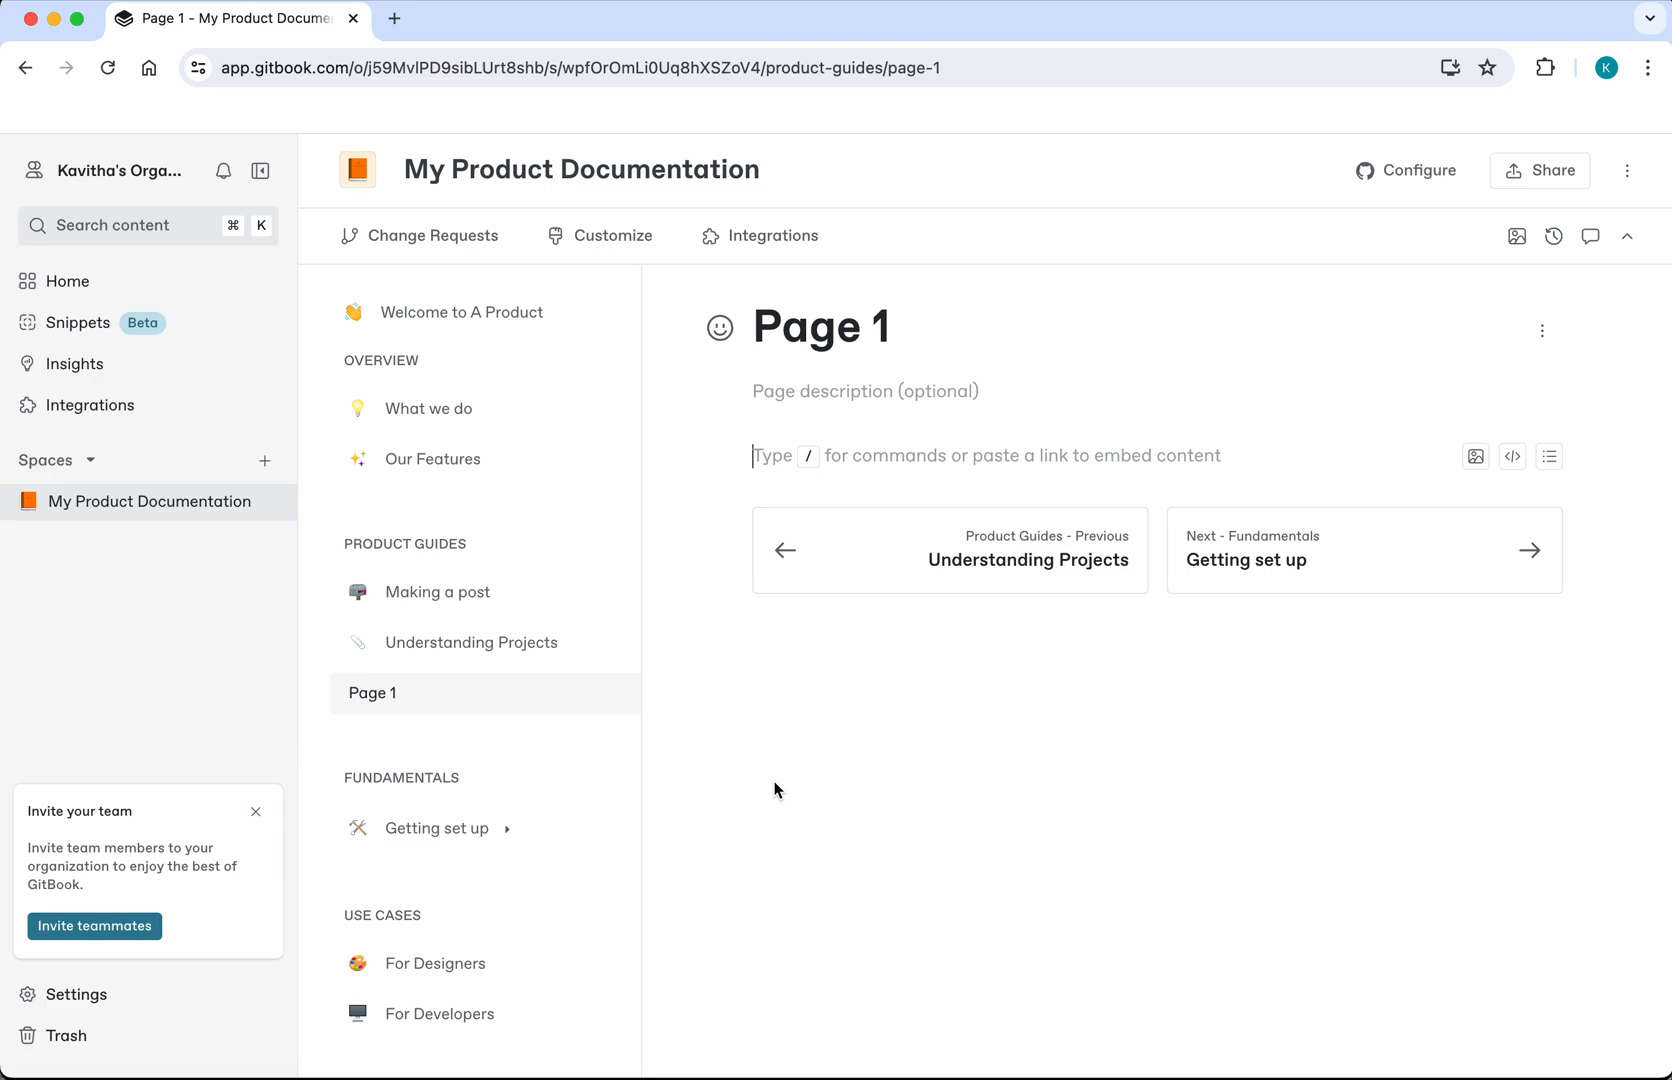 Page 1 - My Product Docume
app.gitbook.com/o/j59MvlPD9sibLUrt8shb/s/wpfOrOmLi0Uq8hXSZoV4/product-guides/page-1
K
Kavitha's Orga...
Search content ⌘ K
Home
Snippets Beta
Insights
Integrations
Spaces
My Product Documentation
Invite your team
Invite team members to your
organization to enjoy the best of
GitBook.
Invite teammates
Settings
Trash
My Product Documentation
Configure
Share
Change Requests
Customize
Integrations
Welcome to A Product
OVERVIEW
What we do
Our Features
PRODUCT GUIDES
Making a post
Understanding Projects
Page 1
FUNDAMENTALS
Getting set up
USE CASES
For Designers
For Developers
Page 1
Page description (optional)
Type / for commands or paste a link to embed content
Product Guides - Previous
Understanding Projects
Next - Fundamentals
Getting set up